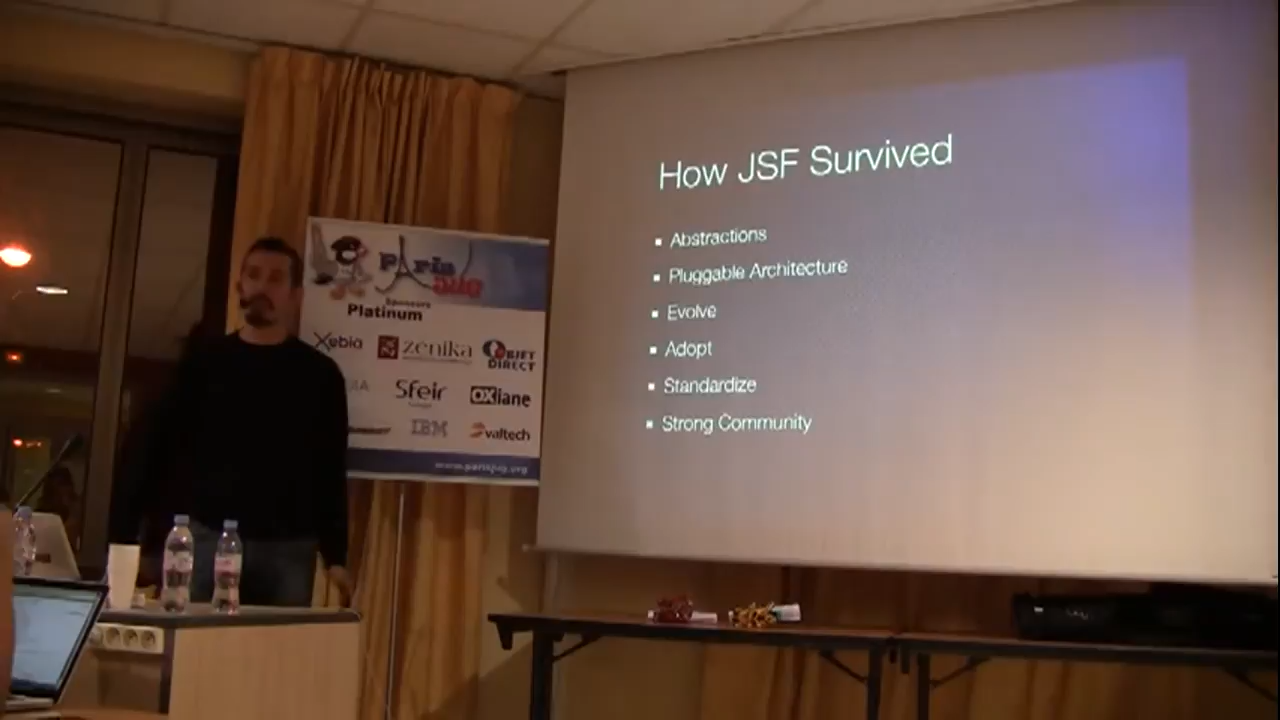 How JSF Survived
Abstractions
Pluggable Architecture
Evolve
Adopt
Standardize
Strong Community
Paris
JUG
Sponsors
Platinum
Xebia
zenika
OBJET
DIRECT
Sfeir
OXiane
IBM
valtech
www.parisjug.org